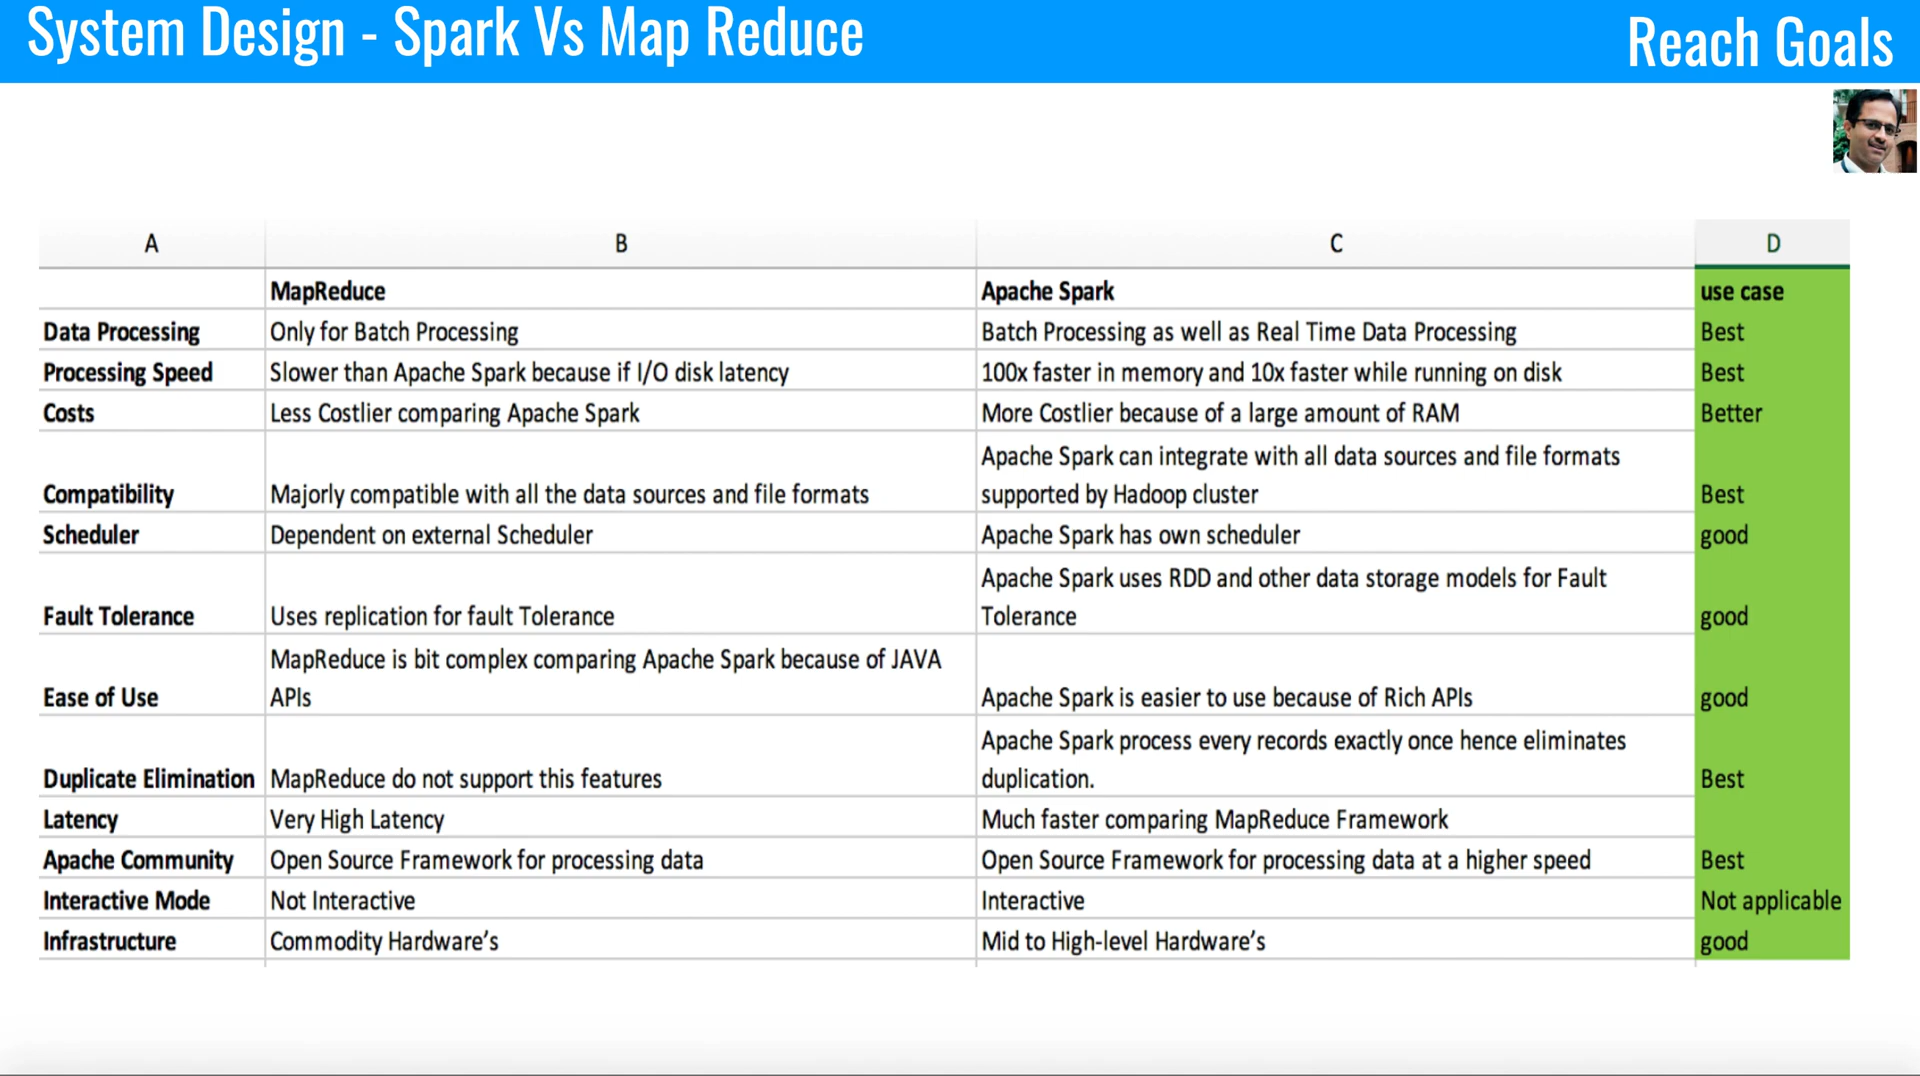 System Design - Spark Vs Map Reduce
Reach Goals
A B C D
MapReduce Apache Spark use case
Data Processing Only for Batch Processing Batch Processing as well as Real Time Data Processing Best
Processing Speed Slower than Apache Spark because if I/O disk latency 100x faster in memory and 10x faster while running on disk Best
Costs Less Costlier comparing Apache Spark More Costlier because of a large amount of RAM Better
Apache Spark can integrate with all data sources and file formats
Compatibility Majorly compatible with all the data sources and file formats supported by Hadoop cluster Best
Scheduler Dependent on external Scheduler Apache Spark has own scheduler good
Apache Spark uses RDD and other data storage models for Fault
Fault Tolerance Uses replication for fault Tolerance Tolerance good
MapReduce is bit complex comparing Apache Spark because of JAVA
Ease of Use APIs Apache Spark is easier to use because of Rich APIs good
Apache Spark process every records exactly once hence eliminates
Duplicate Elimination MapReduce do not support this features duplication. Best
Latency Very High Latency Much faster comparing MapReduce Framework
Apache Community Open Source Framework for processing data Open Source Framework for processing data at a higher speed Best
Interactive Mode Not Interactive Interactive Not applicable
Infrastructure Commodity Hardware's Mid to High-level Hardware's good